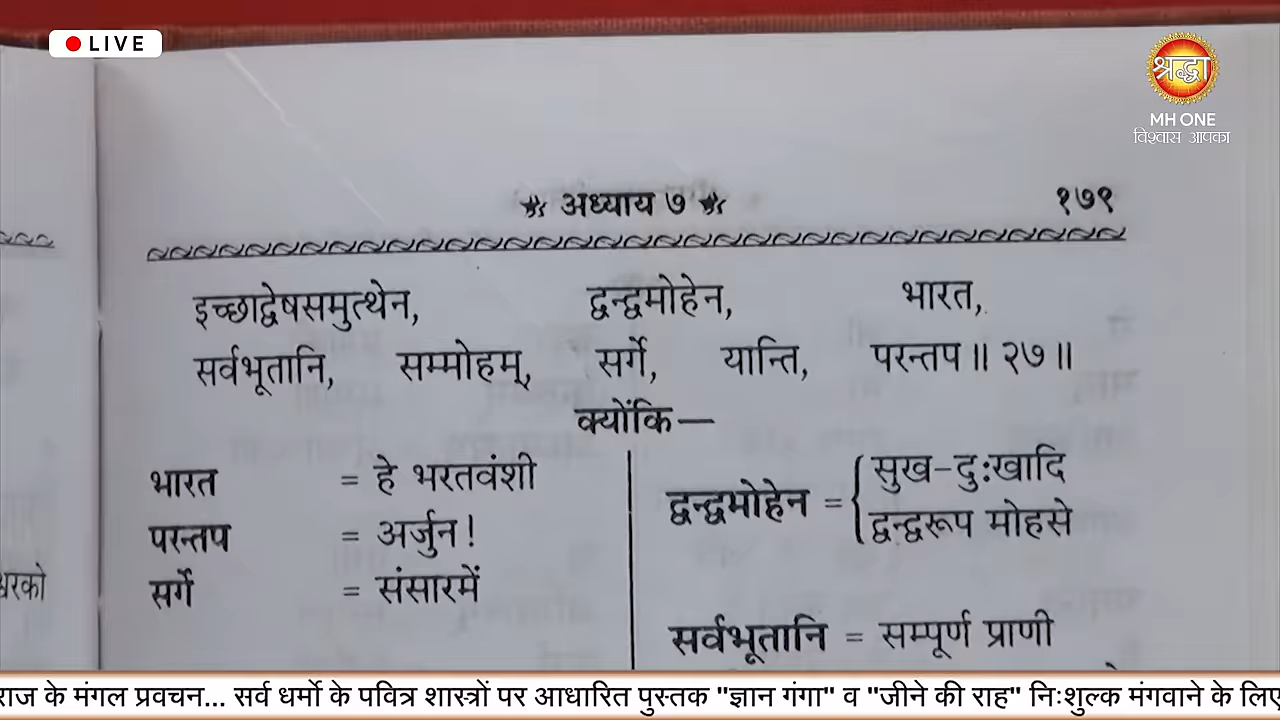 LIVE
श्रद्धा
MH ONE
विश्वास आपका
अध्याय ७
१७९
इच्छाद्वेषसमुत्थेन, द्वन्द्वमोहेन, भारत,
सर्वभूतानि, सम्मोहम्, सर्गे, यान्ति, परन्तप॥ २७॥
क्योंकि—
भारत = हे भरतवंशी
परन्तप = अर्जुन!
सर्गे = संसारमें
द्वन्द्वमोहेन = { सुख-दुःखादि
द्वन्द्वरूप मोहसे
सर्वभूतानि = सम्पूर्ण प्राणी
राज के मंगल प्रवचन... सर्व धर्मो के पवित्र शास्त्रों पर आधारित पुस्तक "ज्ञान गंगा" व "जीने की राह" निःशुल्क मंगवाने के लिए